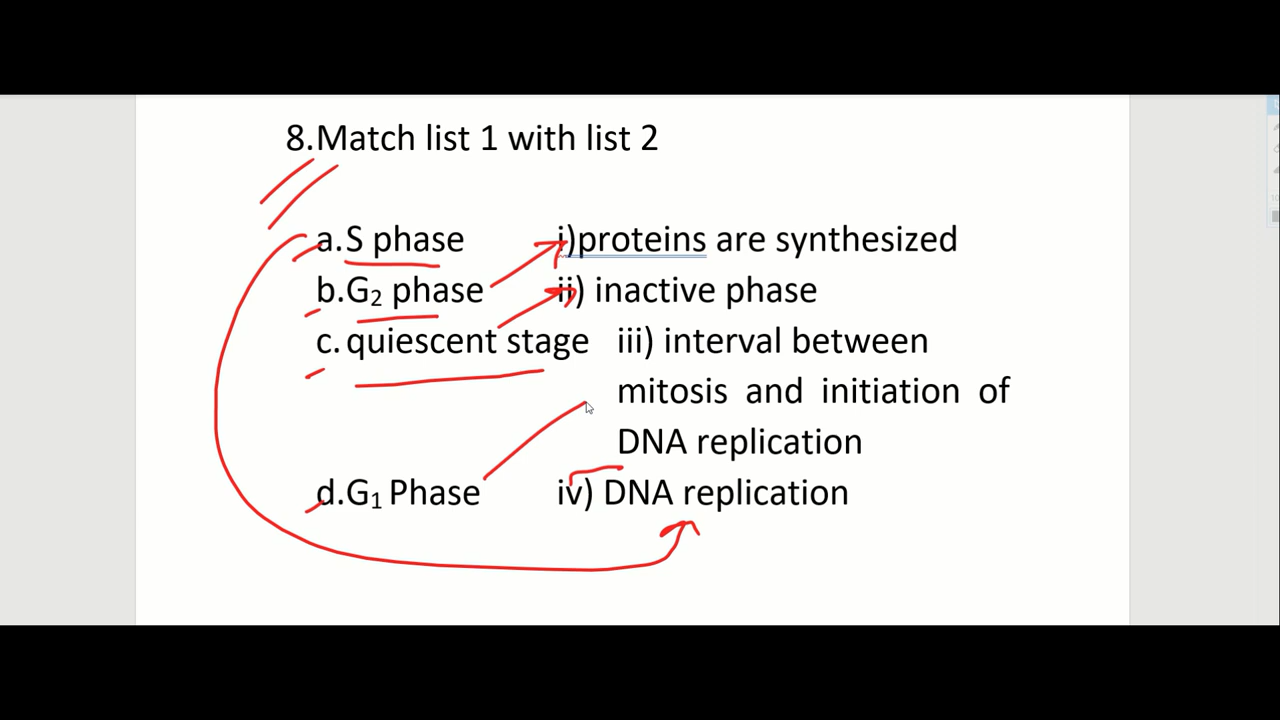 8.Match list 1 with list 2
a.S phase i)proteins are synthesized
b.G₂ phase ii) inactive phase
c. quiescent stage iii) interval between
mitosis and initiation of
DNA replication
d.G₁ Phase iv) DNA replication